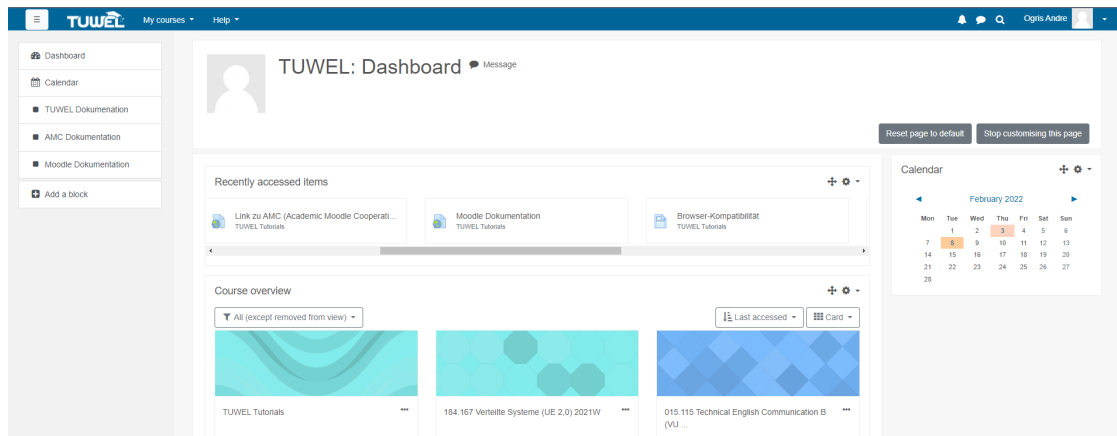 TUWEL
My courses
Help
Ogris Andre
Dashboard
Calendar
TUWEL Dokumenation
AMC Dokumentation
Moodle Dokumentation
Add a block
TUWEL: Dashboard
Message
Reset page to default
Stop customising this page
Recently accessed items
Link zu AMC (Academic Moodle Cooperati...
TUWEL Tutorials
Moodle Dokumentation
TUWEL Tutorials
Browser-Kompatibilität
TUWEL Tutorials
Course overview
All (except removed from view)
Last accessed
Card
TUWEL Tutorials
184.167 Verteilte Systeme (UE 2,0) 2021W
015.115 Technical English Communication B
(VU ...
Calendar
February 2022
Mon Tue Wed Thu Fri Sat Sun
1 2 3 4 5 6
7 8 9 10 11 12 13
14 15 16 17 18 19 20
21 22 23 24 25 26 27
28